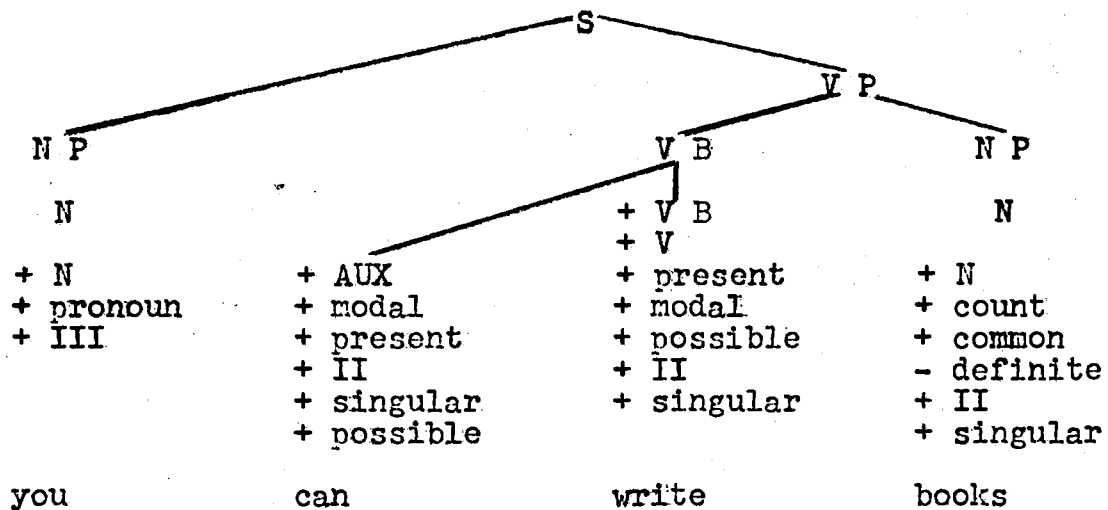 S
V P
N P V B N P
N + V B N
+ V
+ N + AUX + present + N
+ pronoun + modal + modal + count
+ III + present + possible + common
+ II + II - definite
+ singular + singular + II
+ possible + singular
you can write books